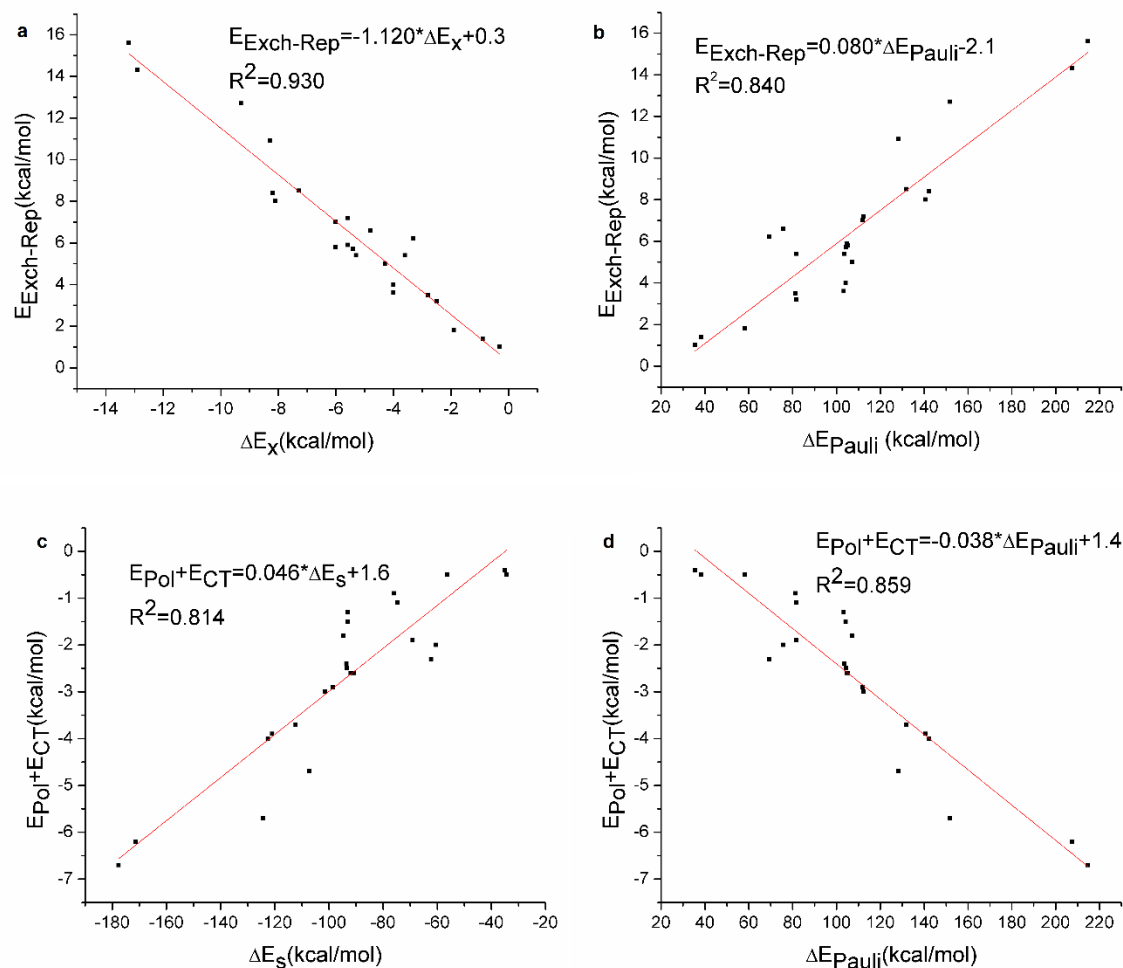 a
E_Exch-Rep=-1.120*ΔE_x+0.3
R²=0.930
16
14
12
10
8
6
4
2
0
E_Exch-Rep(kcal/mol)
-14 -12 -10 -8 -6 -4 -2 0
ΔE_x(kcal/mol)
b
E_Exch-Rep=0.080*ΔE_Pauli-2.1
R²=0.840
16
14
12
10
8
6
4
2
0
E_Exch-Rep(kcal/mol)
20 40 60 80 100 120 140 160 180 200 220
ΔE_Pauli (kcal/mol)
c
E_Pol+E_CT=0.046*ΔE_s+1.6
R²=0.814
0
-1
-2
-3
-4
-5
-6
-7
E_Pol+E_CT(kcal/mol)
-180 -160 -140 -120 -100 -80 -60 -40 -20
ΔE_s(kcal/mol)
d
E_Pol+E_CT=-0.038*ΔE_Pauli+1.4
R²=0.859
0
-1
-2
-3
-4
-5
-6
-7
E_Pol+E_CT(kcal/mol)
20 40 60 80 100 120 140 160 180 200 220
ΔE_Pauli(kcal/mol)